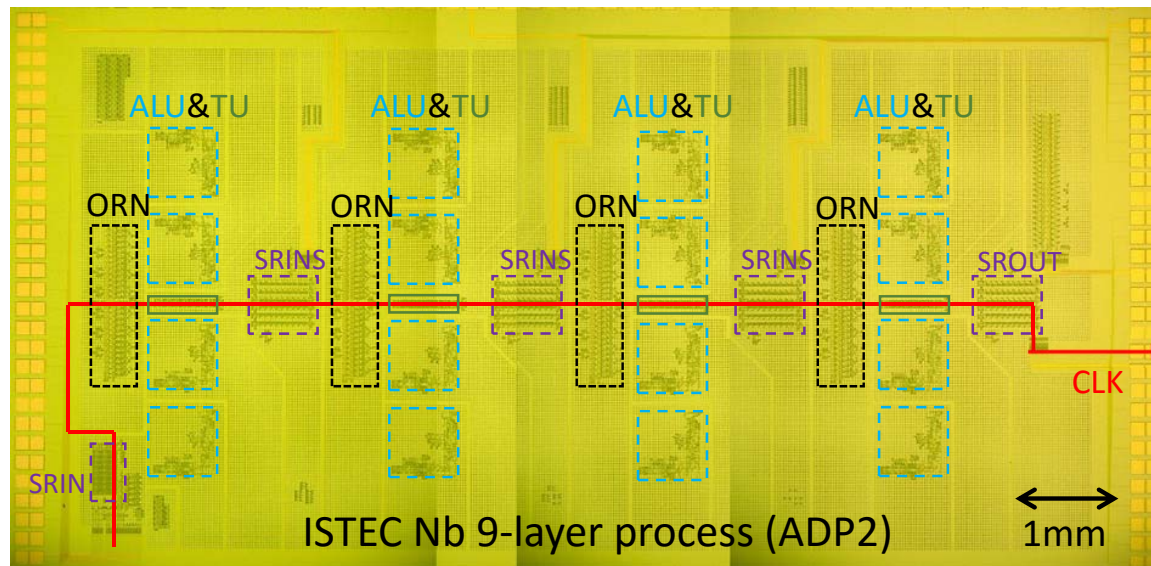 ALU&TU ALU&TU ALU&TU ALU&TU
ORN ORN ORN ORN
SRINS SRINS SRINS SROUT
CLK
SRIN
ISTEC Nb 9-layer process (ADP2)
1mm